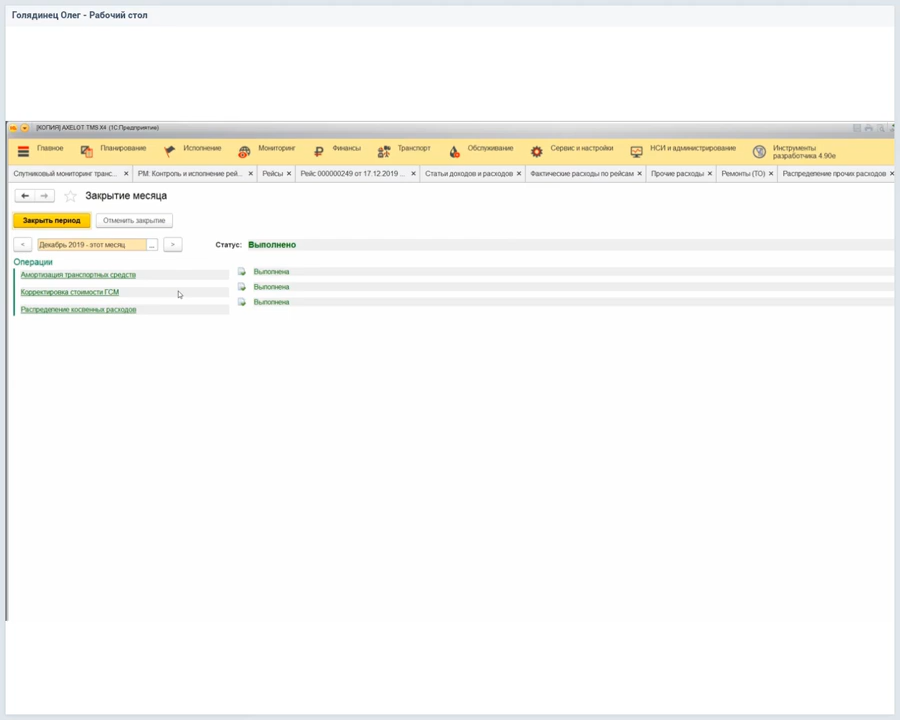 Голядинец Олег - Рабочий стол
[КОПИЯ] AXELOT TMS X4 (1С:Предприятие)
Главное Планирование Исполнение Мониторинг Финансы Транспорт Обслуживание Сервис и настройки НСИ и администрирование Инструменты
разработчика 4.90e
Спутниковый мониторинг транс... × РМ: Контроль и исполнение рей... × Рейсы × Рейс 000000249 от 17.12.2019 ... × Статьи доходов и расходов × Фактические расходы по рейсам × Прочие расходы × Ремонты (ТО) × Распределение прочих расходов ×
Закрытие месяца
Закрыть период Отменить закрытие
< Декабрь 2019 - этот месяц ... > Статус: Выполнено
Операции
Амортизация транспортных средств Выполнена
Корректировка стоимости ГСМ Выполнена
Распределение косвенных расходов Выполнена